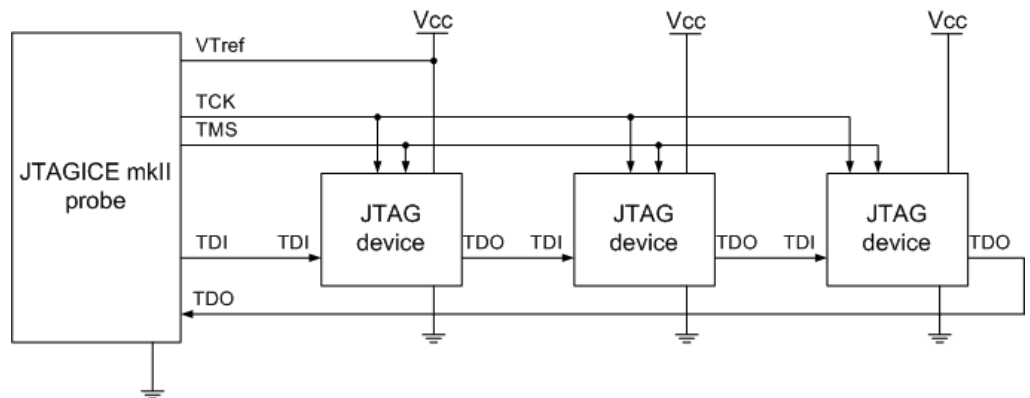 Vcc
Vcc
Vcc
VTref
TCK
TMS
JTAGICE mkII
probe
JTAG
device
JTAG
device
JTAG
device
TDI
TDI
TDO
TDI
TDO
TDI
TDO
TDO